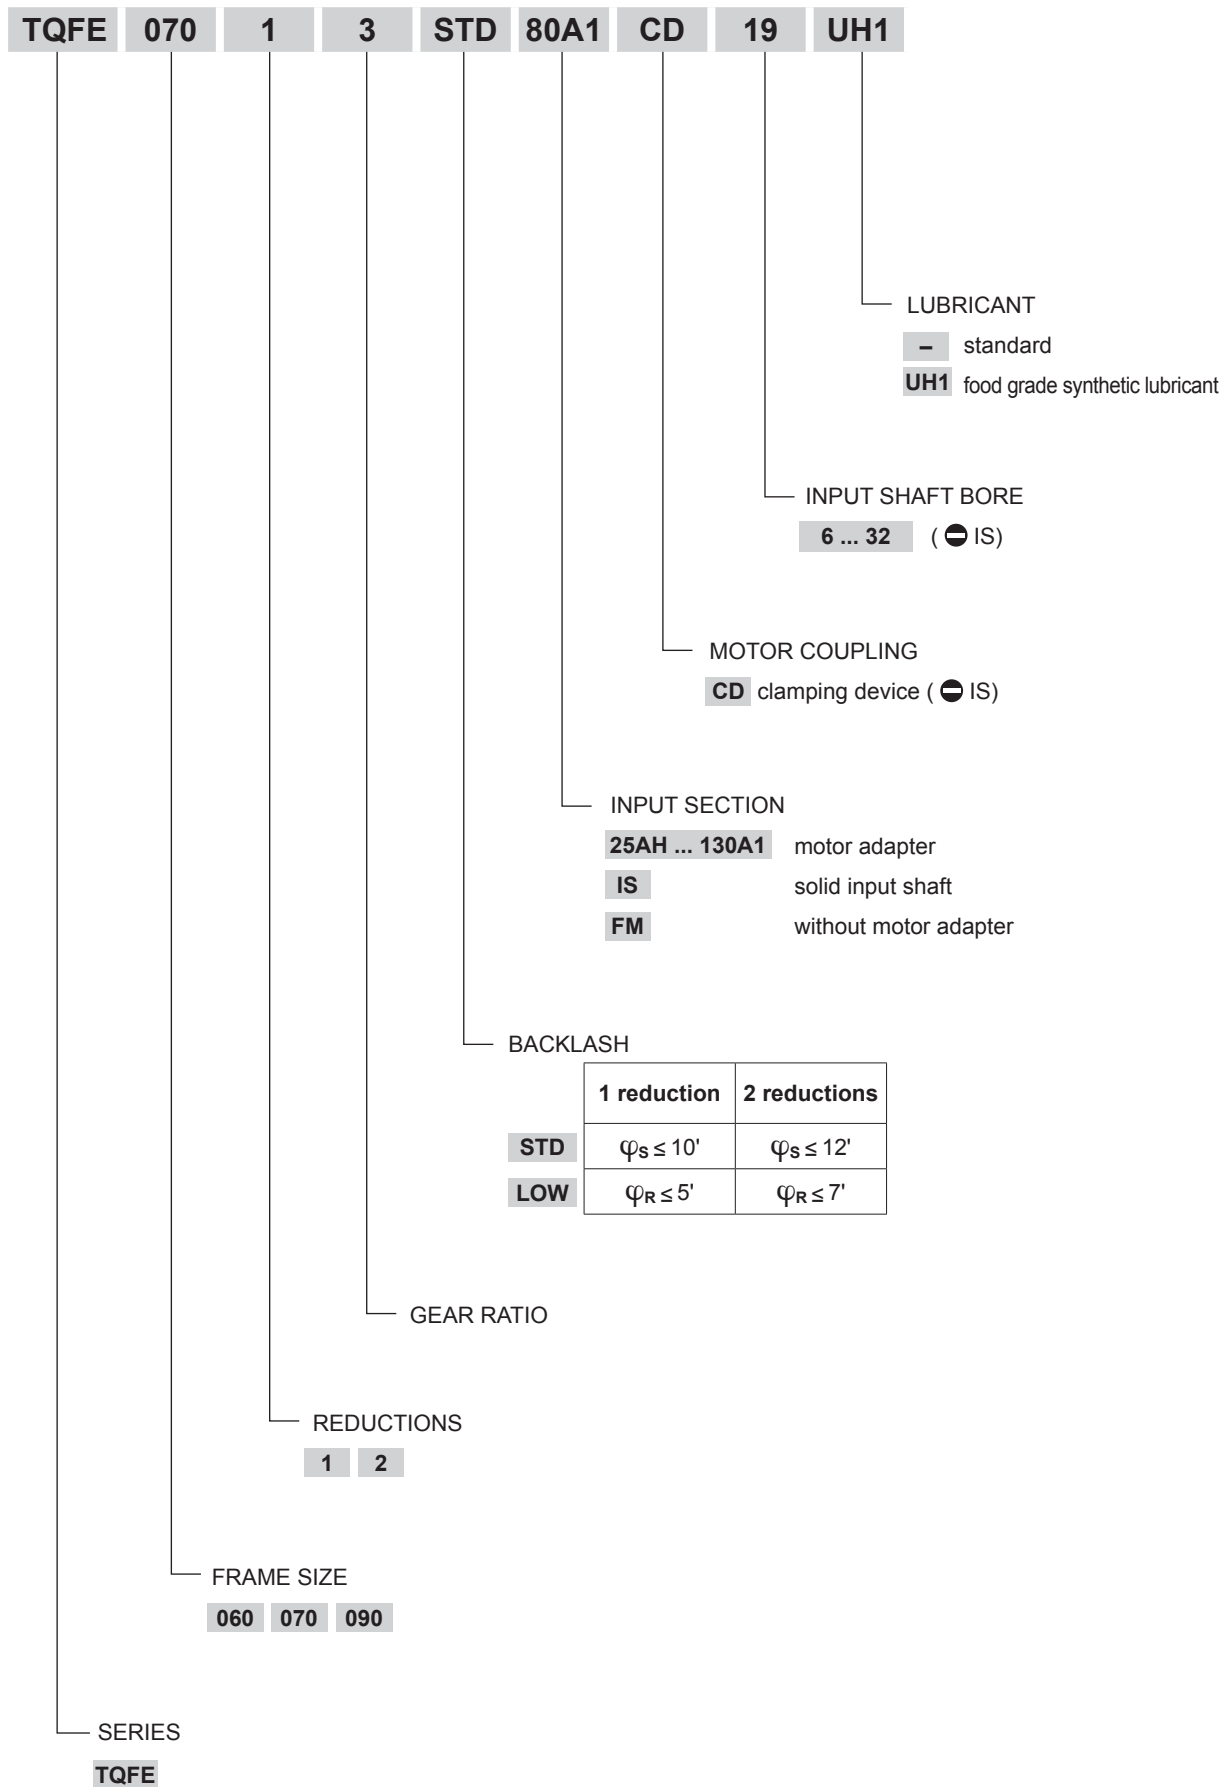 TQFE 070 1 3 STD 80A1 CD 19 UH1
LUBRICANT
– standard
UH1 food grade synthetic lubricant
INPUT SHAFT BORE
6 ... 32 ( IS)
MOTOR COUPLING
CD clamping device ( IS)
INPUT SECTION
25AH ... 130A1 motor adapter
IS solid input shaft
FM without motor adapter
BACKLASH
1 reduction 2 reductions
STD φS ≤ 10' φS ≤ 12'
LOW φR ≤ 5' φR ≤ 7'
GEAR RATIO
REDUCTIONS
1 2
FRAME SIZE
060 070 090
SERIES
TQFE